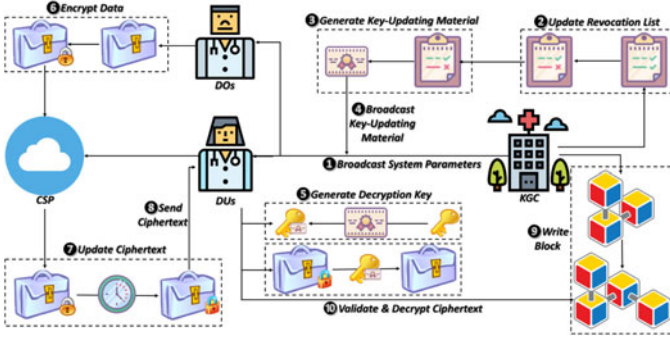 ❻Encrypt Data
❸Generate Key-Updating Material
❷Update Revocation List
DOs
❹Broadcast
Key-Updating
Material
❶Broadcast System Parameters
CSP
DUs
KGC
❽Send
Ciphertext
❺Generate Decryption Key
❼Update Ciphertext
❾Write
Block
❿Validate & Decrypt Ciphertext